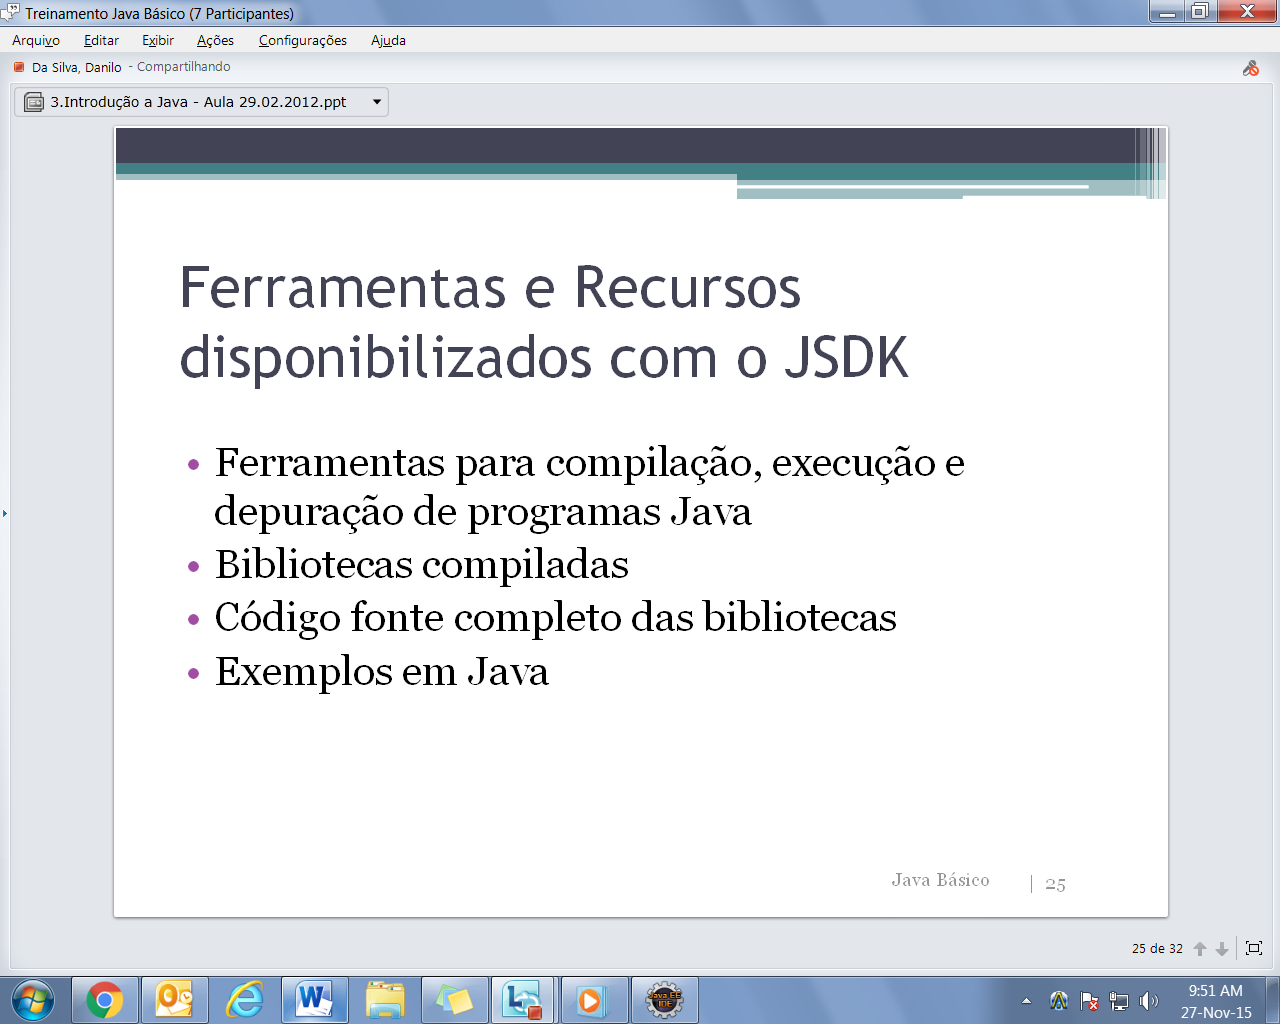 Treinamento Java Básico (7 Participantes)
Arquivo Editar Exibir Ações Configurações Ajuda
Da Silva, Danilo - Compartilhando
3.Introdução a Java - Aula 29.02.2012.ppt
Ferramentas e Recursos
disponibilizados com o JSDK
• Ferramentas para compilação, execução e
depuração de programas Java
• Bibliotecas compiladas
• Código fonte completo das bibliotecas
• Exemplos em Java
Java Básico | 25
25 de 32
Java EE
IDE
9:51 AM
27-Nov-15